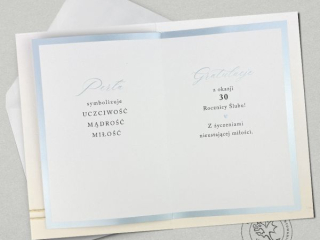 Perła
symbolizuje
UCZCIWOŚĆ
MĄDROŚĆ
MIŁOŚĆ
Gratulacje
z okazji
30
Rocznicy Ślubu!
Z życzeniami
nieustającej miłości.